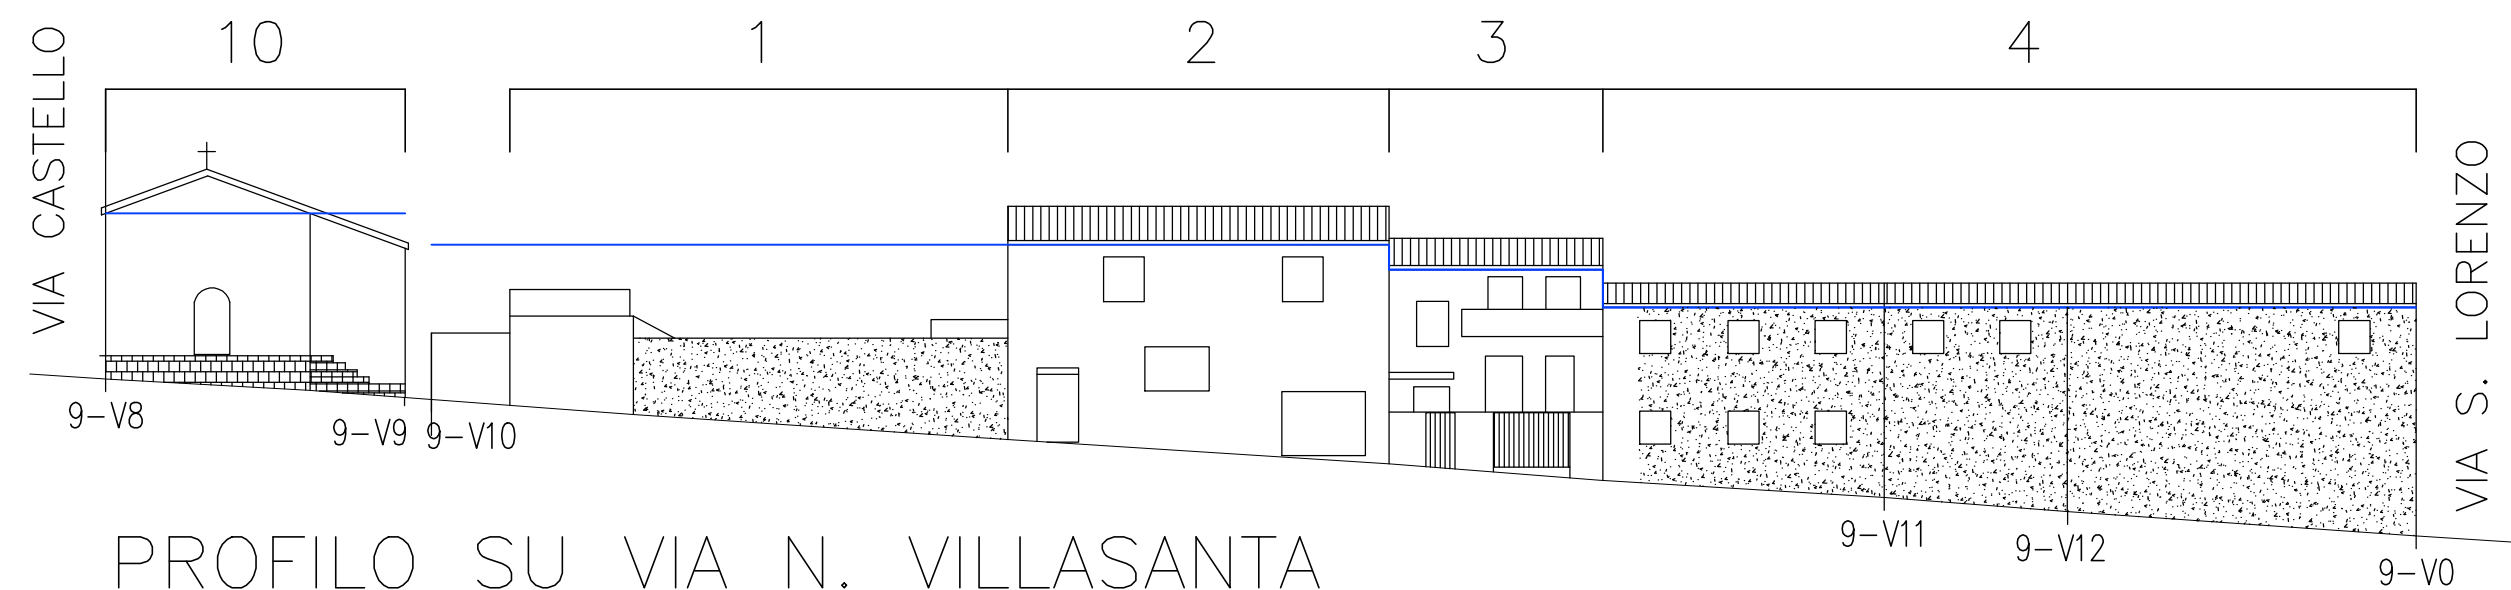 VIA CASTELLO
10
1
2
3
4
VIA S. LORENZO
9-V8
9-V9
9-V10
9-V11
9-V12
9-V0
PROFILO SU VIA N. VILLASANTA